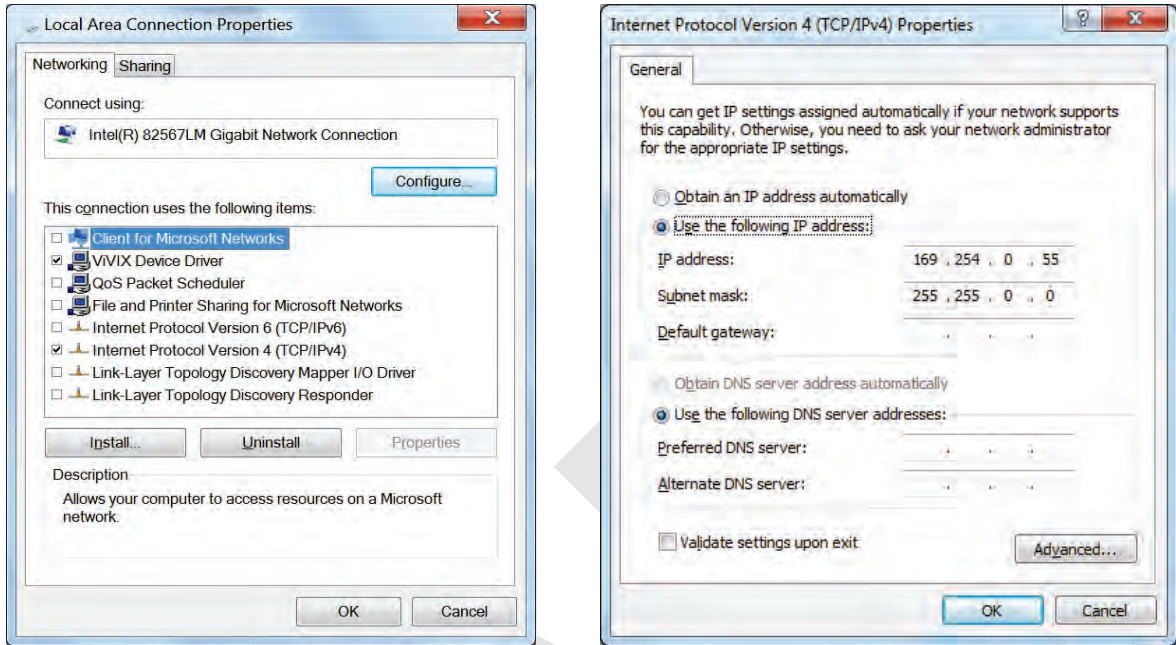 Local Area Connection Properties
Networking
Sharing
Connect using:
Intel(R) 82567LM Gigabit Network Connection
Configure...
This connection uses the following items:
Client for Microsoft Networks
ViVIX Device Driver
QoS Packet Scheduler
File and Printer Sharing for Microsoft Networks
Internet Protocol Version 6 (TCP/IPv6)
Internet Protocol Version 4 (TCP/IPv4)
Link-Layer Topology Discovery Mapper I/O Driver
Link-Layer Topology Discovery Responder
Install...
Uninstall
Properties
Description
Allows your computer to access resources on a Microsoft
network.
OK
Cancel
Internet Protocol Version 4 (TCP/IPv4) Properties
General
You can get IP settings assigned automatically if your network supports
this capability. Otherwise, you need to ask your network administrator
for the appropriate IP settings.
Obtain an IP address automatically
Use the following IP address:
IP address: 169 . 254 . 0 . 55
Subnet mask: 255 . 255 . 0 . 0
Default gateway: . . .
Obtain DNS server address automatically
Use the following DNS server addresses:
Preferred DNS server: . . .
Alternate DNS server: . . .
Validate settings upon exit
Advanced...
OK
Cancel